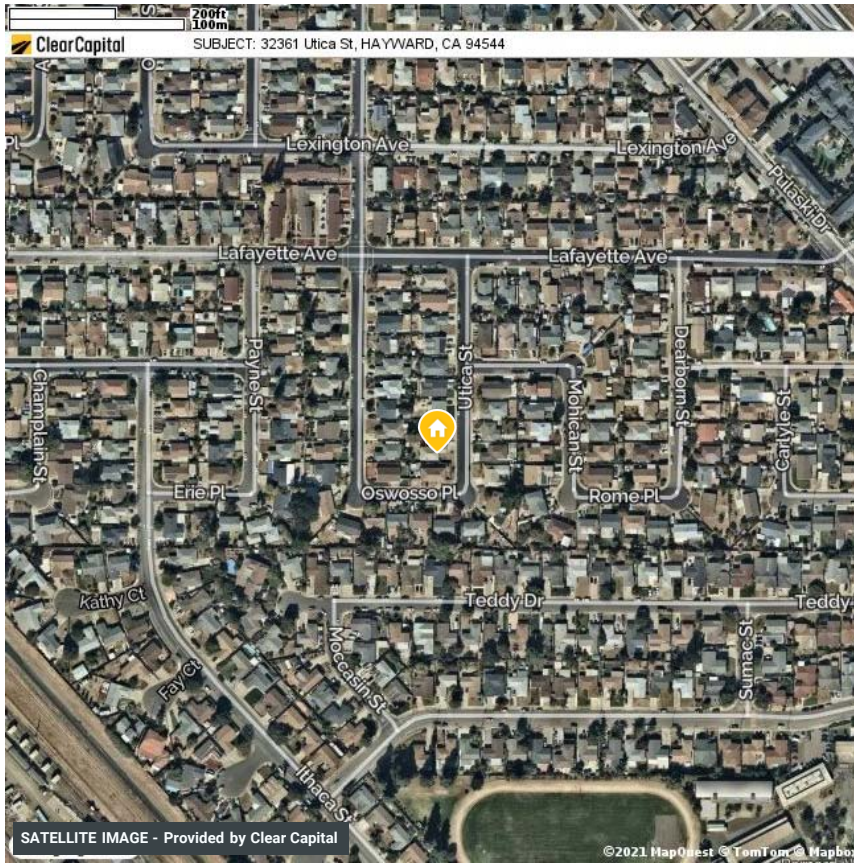 200ft
100m
ClearCapital
SUBJECT: 32361 Utica St, HAYWARD, CA 94544
A
S
O
Pl
Lexington Ave
Lexington Ave
Pulaski Dr
Lafayette Ave
Lafayette Ave
Payne St
Utica St
Dearborn St
Champlain St
Mohican St
Carlyle St
Erie Pl
Oswosso Pl
Rome Pl
Kathy Ct
Teddy Dr
Teddy
Moccasin St
Sumac St
Fay Ct
Ithaca St
SATELLITE IMAGE - Provided by Clear Capital
©2021 MapQuest © TomTom © Mapbox